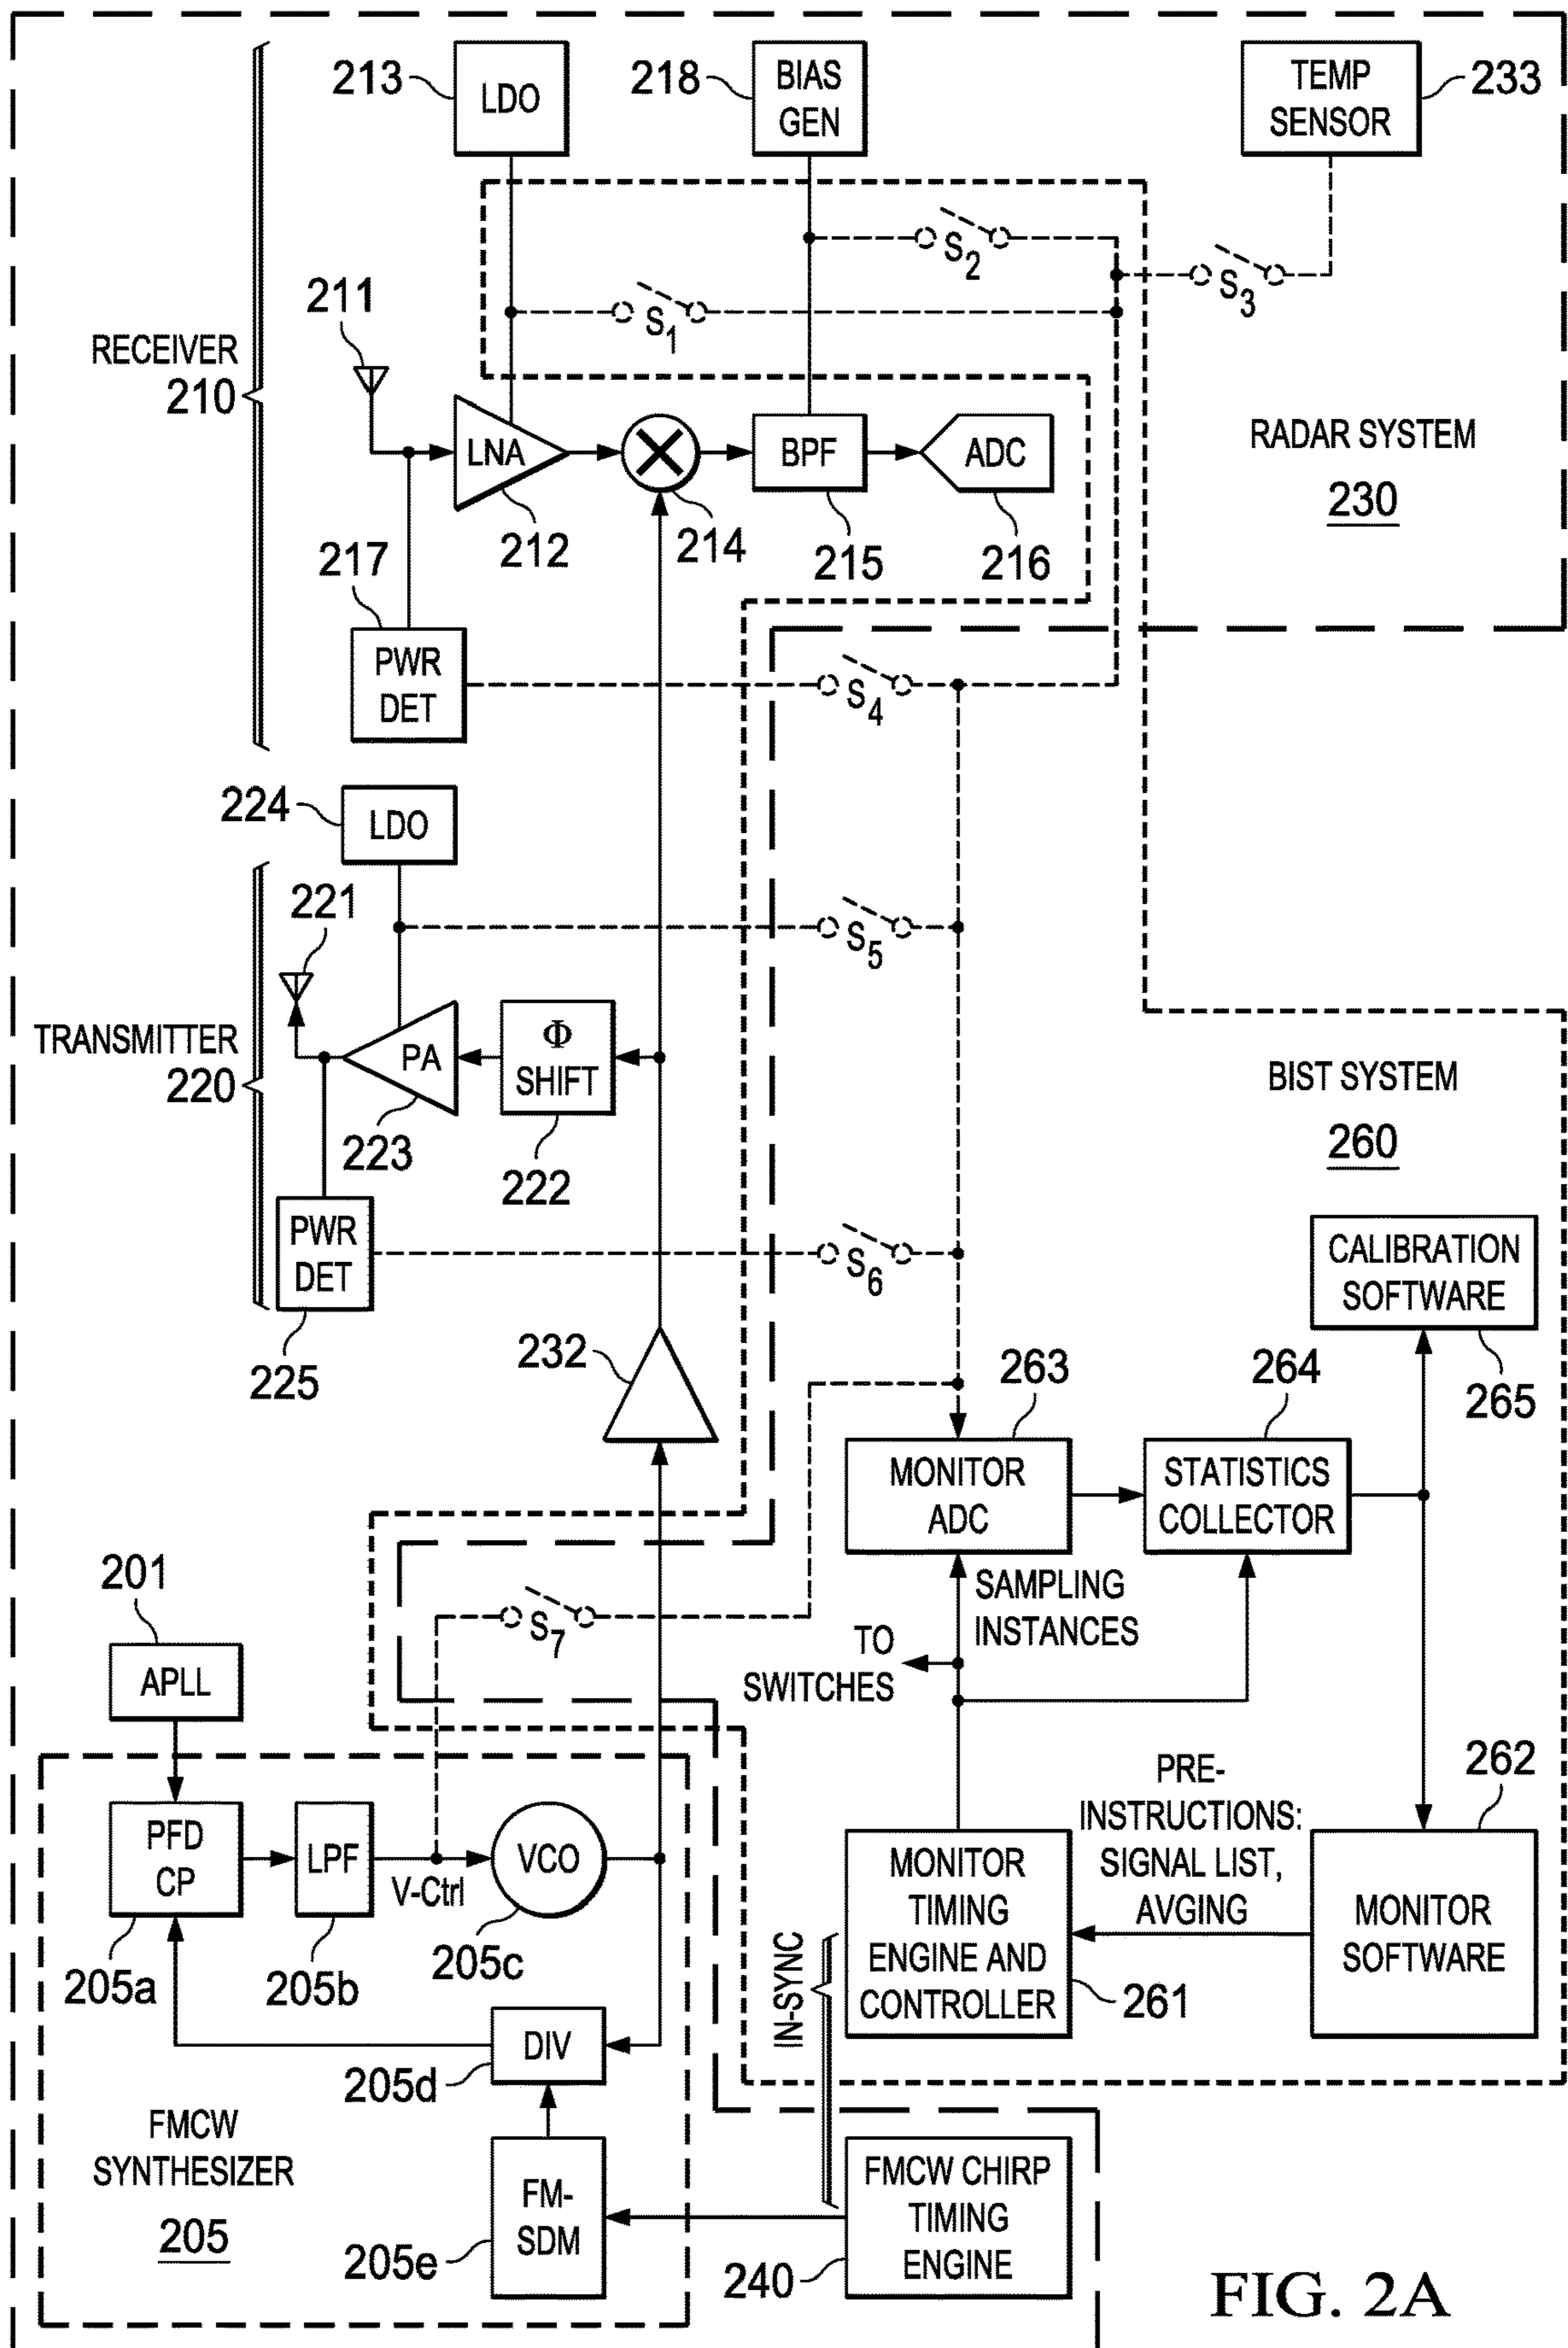 213
LDO
218
BIAS
GEN
TEMP
SENSOR
233
S2
S3
S1
211
RECEIVER
210
LNA
BPF
ADC
212
214
215
216
RADAR SYSTEM
230
217
PWR
DET
S4
224
LDO
221
S5
TRANSMITTER
220
PA
Φ
SHIFT
223
222
BIST SYSTEM
260
PWR
DET
225
S6
CALIBRATION
SOFTWARE
265
232
263
264
MONITOR
ADC
STATISTICS
COLLECTOR
SAMPLING
INSTANCES
TO
SWITCHES
S7
201
APLL
PFD
CP
LPF
V-Ctrl
VCO
205a
205b
205c
MONITOR
TIMING
ENGINE AND
CONTROLLER
261
PRE-
INSTRUCTIONS:
SIGNAL LIST,
AVGING
262
MONITOR
SOFTWARE
IN-SYNC
DIV
205d
FMCW
SYNTHESIZER
205
FM-
SDM
205e
FMCW CHIRP
TIMING
ENGINE
240
FIG. 2A